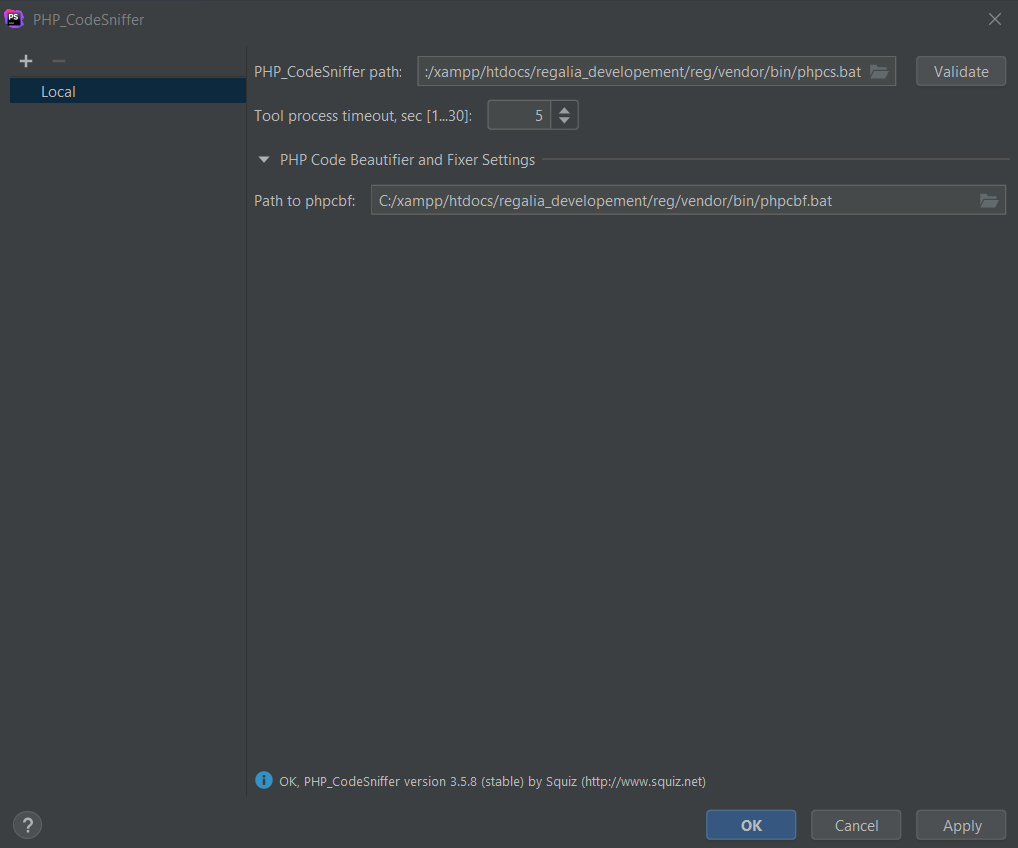 PS PHP_CodeSniffer
Local
PHP_CodeSniffer path: :/xampp/htdocs/regalia_developement/reg/vendor/bin/phpcs.bat Validate
Tool process timeout, sec [1...30]: 5
PHP Code Beautifier and Fixer Settings
Path to phpcbf: C:/xampp/htdocs/regalia_developement/reg/vendor/bin/phpcbf.bat
OK, PHP_CodeSniffer version 3.5.8 (stable) by Squiz (http://www.squiz.net)
? OK Cancel Apply